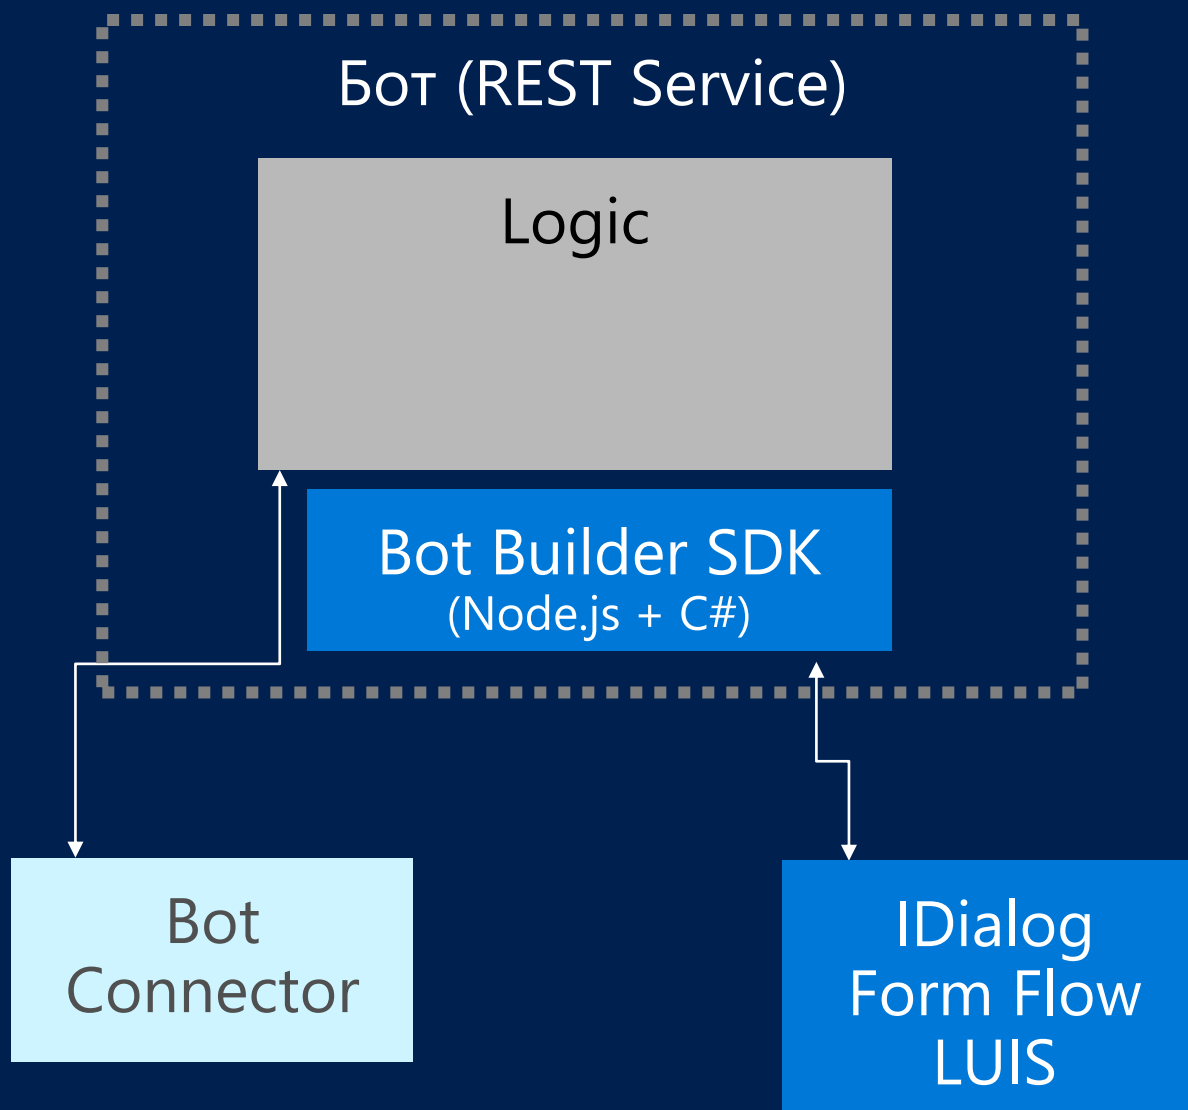 Бот (REST Service)
Logic
Bot Builder SDK
(Node.js + C#)
Bot
Connector
IDialog
Form Flow
LUIS